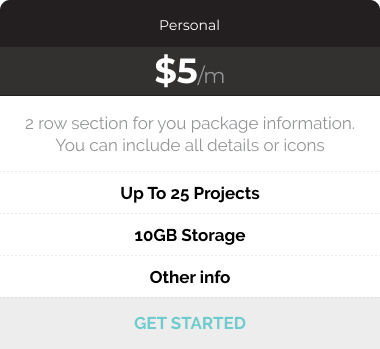 Personal
$5/m
2 row section for you package information.
You can include all details or icons
Up To 25 Projects
10GB Storage
Other info
GET STARTED